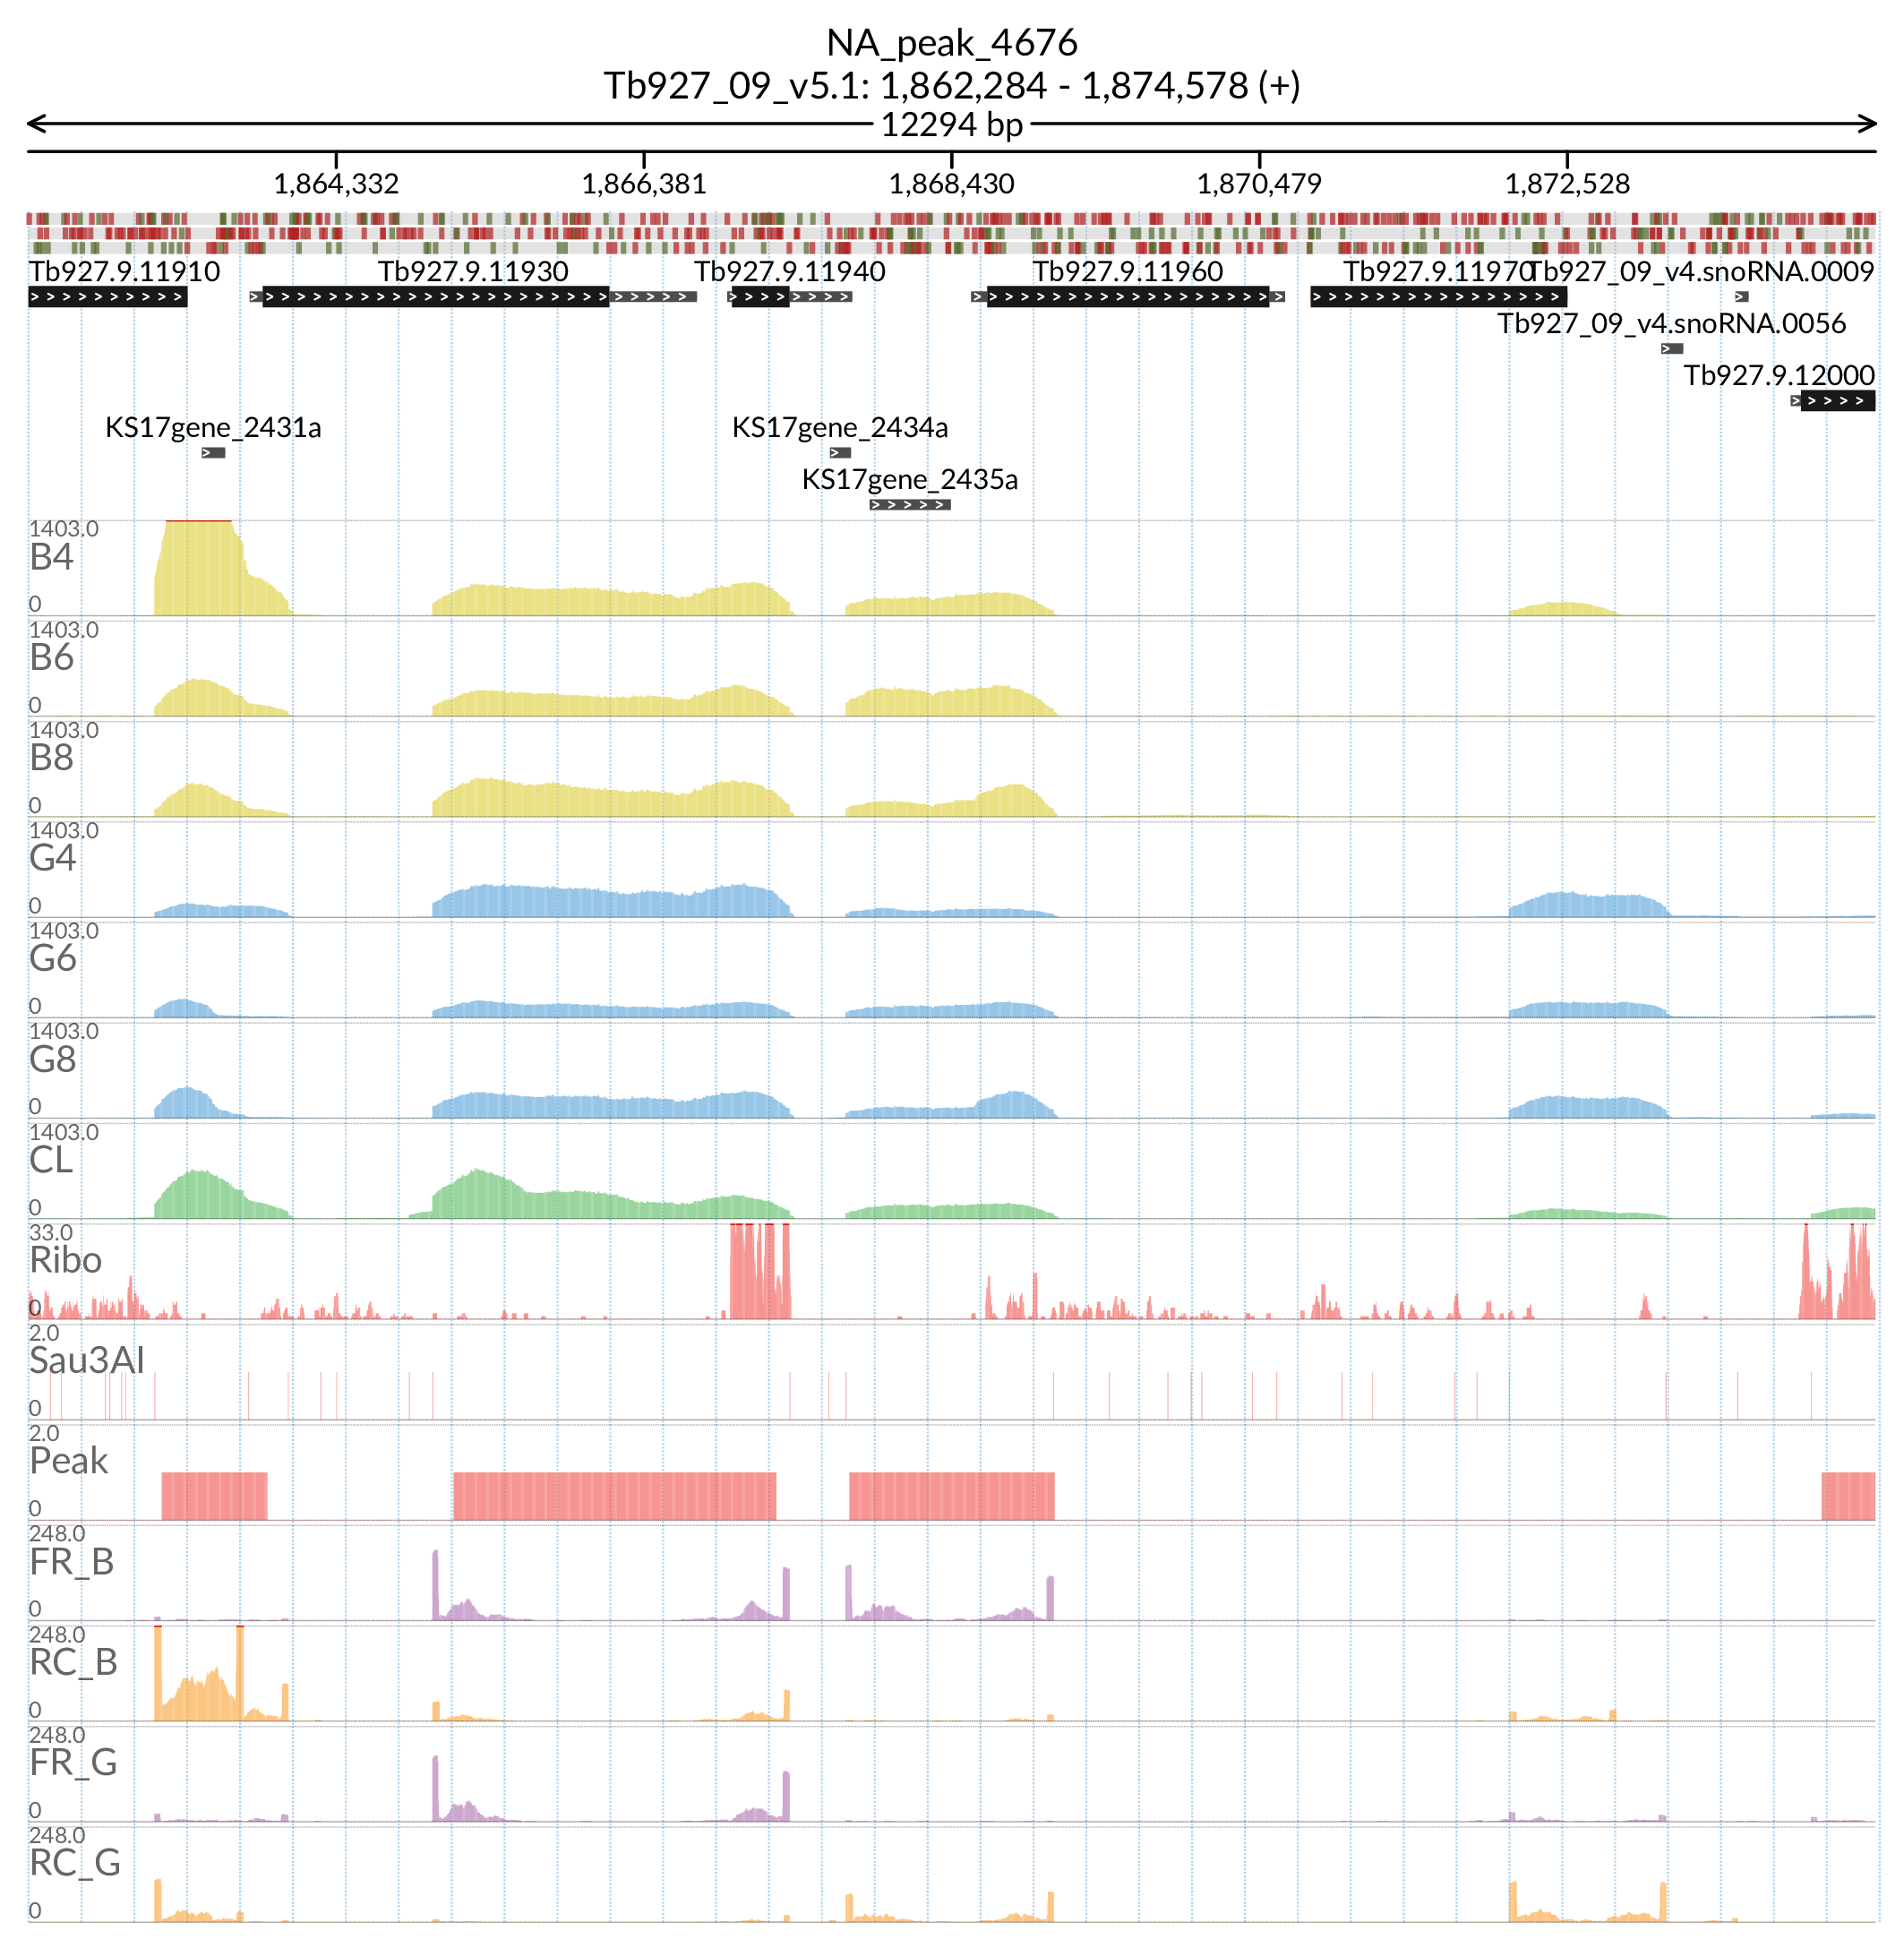 NA_peak_4676
Tb927_09_v5.1: 1,862,284 - 1,874,578 (+)
12294 bp
1,864,332 1,866,381 1,868,430 1,870,479 1,872,528
Tb927.9.11910 Tb927.9.11930 Tb927.9.11940 Tb927.9.11960 Tb927.9.11970 Tb927_09_v4.snoRNA.0009
Tb927_09_v4.snoRNA.0056
Tb927.9.12000
KS17gene_2431a KS17gene_2434a
KS17gene_2435a
1403.0
B4
0
1403.0
B6
0
1403.0
B8
0
1403.0
G4
0
1403.0
G6
0
1403.0
G8
0
1403.0
CL
0
33.0
Ribo
0
2.0
Sau3AI
0
2.0
Peak
0
248.0
FR_B
0
248.0
RC_B
0
248.0
FR_G
0
248.0
RC_G
0